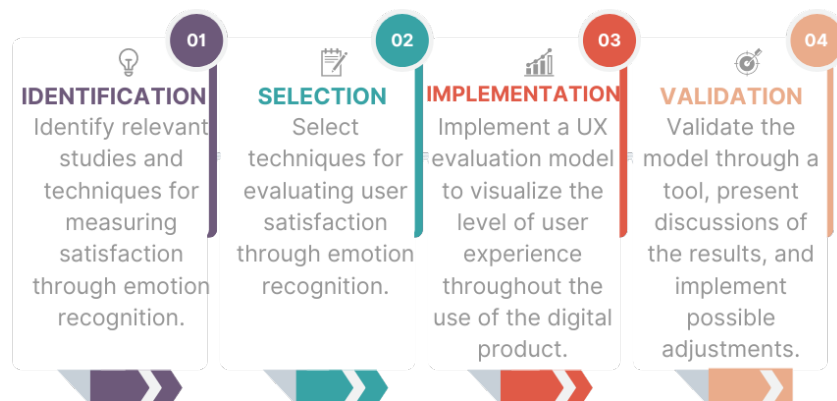 01
IDENTIFICATION
Identify relevant
studies and
techniques for
measuring
satisfaction
through emotion
recognition.
02
SELECTION
Select
techniques for
evaluating user
satisfaction
through emotion
recognition.
03
IMPLEMENTATION
Implement a UX
evaluation model
to visualize the
level of user
experience
throughout the
use of the digital
product.
04
VALIDATION
Validate the
model through a
tool, present
discussions of
the results, and
implement
possible
adjustments.